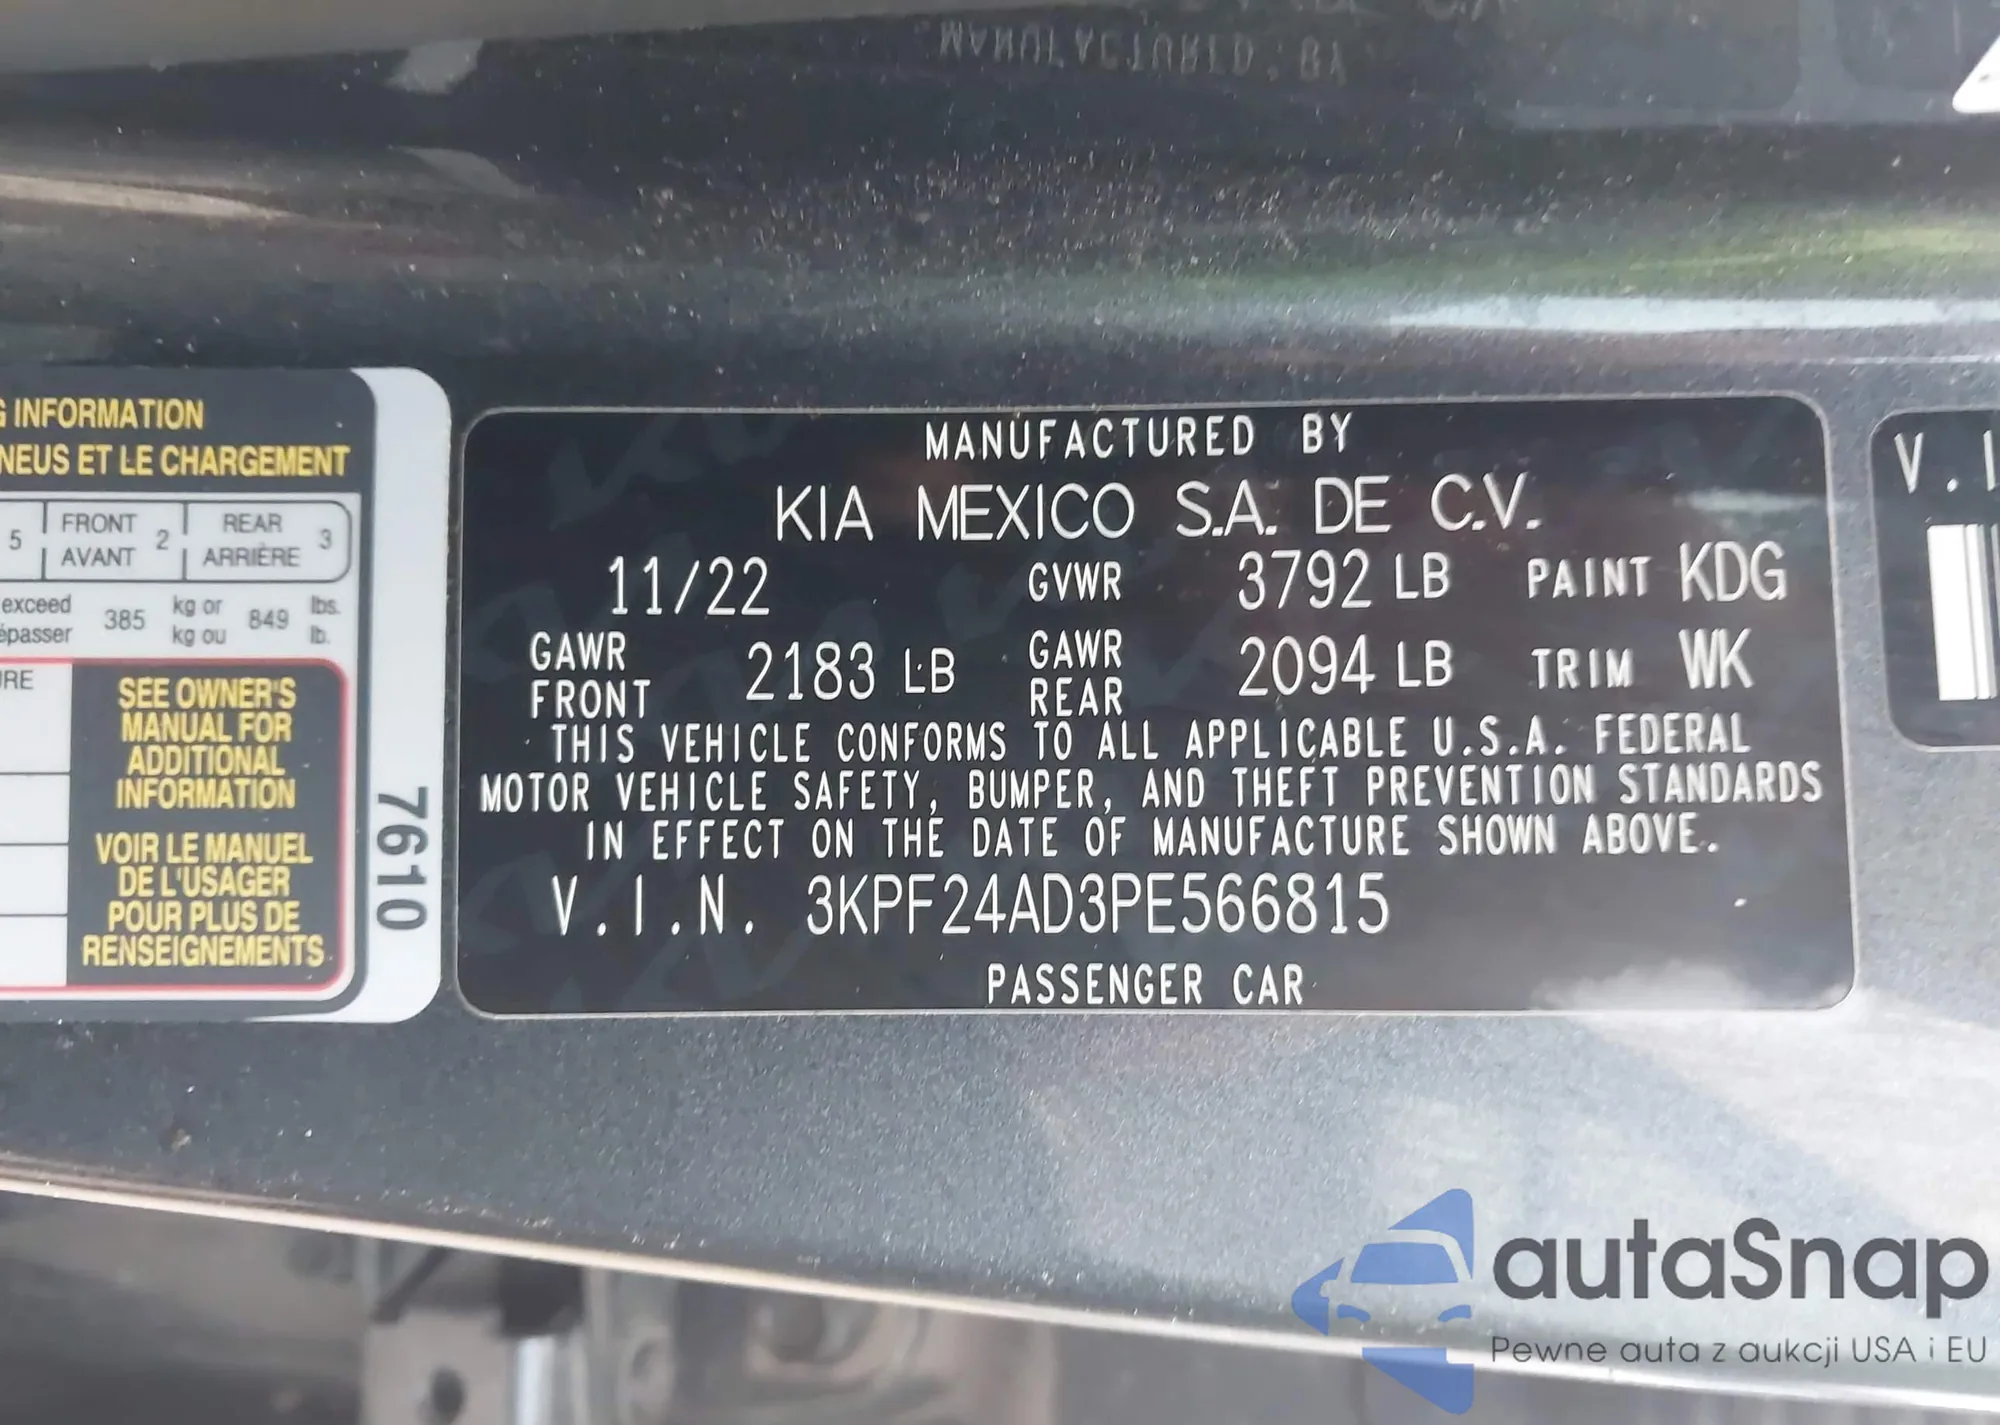 MANUFACTURED BY
G INFORMATION
NEUS ET LE CHARGEMENT
5 FRONT 2 REAR 3
AVANT ARRIÈRE
exceed 385 kg or 849 lbs.
épasser kg ou lb.
URE
SEE OWNER'S
MANUAL FOR
ADDITIONAL
INFORMATION
VOIR LE MANUEL
DE L'USAGER
POUR PLUS DE
RENSEIGNEMENTS
7610
MANUFACTURED BY
KIA MEXICO S.A. DE C.V.
11/22 GVWR 3792 LB PAINT KDG
GAWR FRONT 2183 LB GAWR REAR 2094 LB TRIM WK
THIS VEHICLE CONFORMS TO ALL APPLICABLE U.S.A. FEDERAL
MOTOR VEHICLE SAFETY, BUMPER, AND THEFT PREVENTION STANDARDS
IN EFFECT ON THE DATE OF MANUFACTURE SHOWN ABOVE.
V.I.N. 3KPF24AD3PE566815
PASSENGER CAR
V.I
autaSnap
Pewne auta z aukcji USA i EU